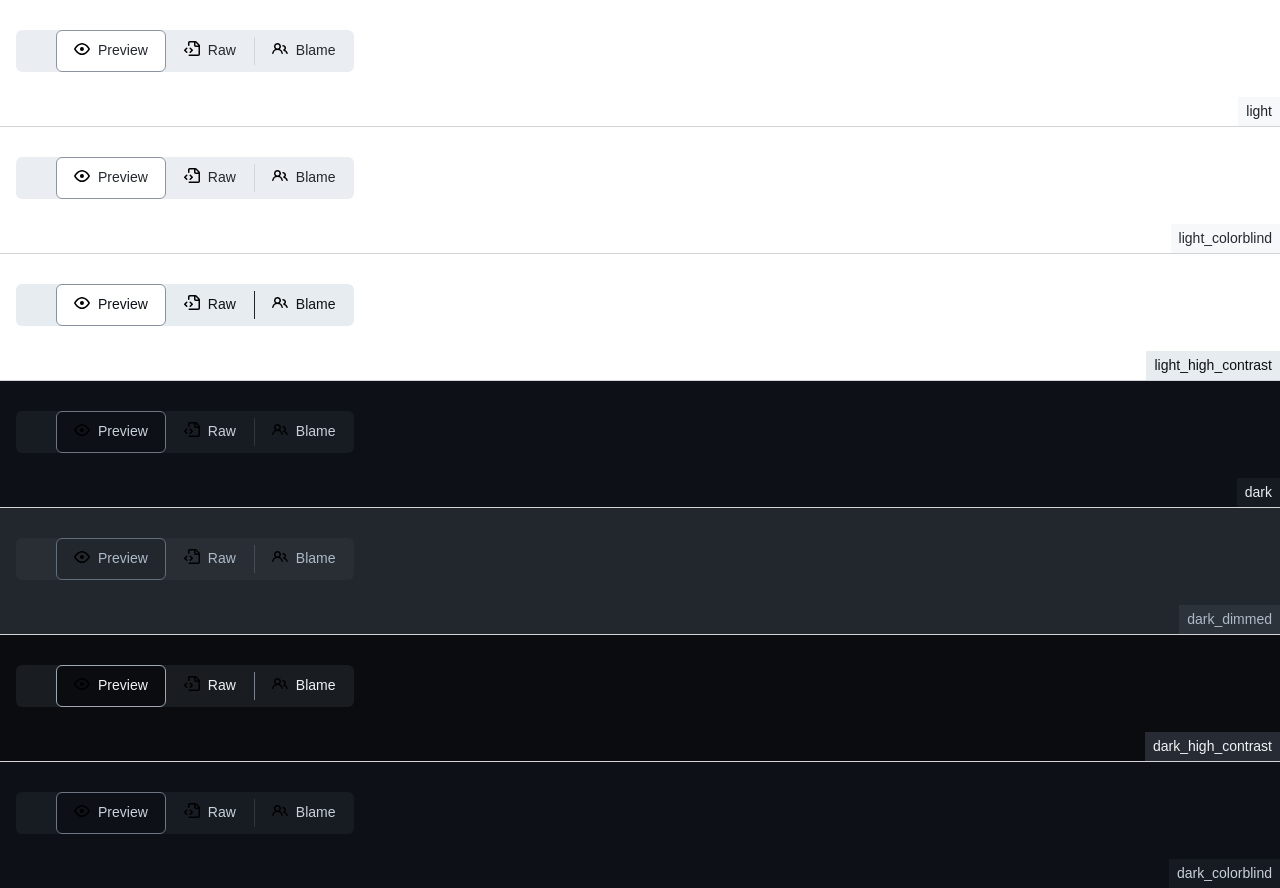 Preview Raw Blame
light
Preview Raw Blame
light_colorblind
Preview Raw Blame
light_high_contrast
Preview Raw Blame
dark
Preview Raw Blame
dark_dimmed
Preview Raw Blame
dark_high_contrast
Preview Raw Blame
dark_colorblind